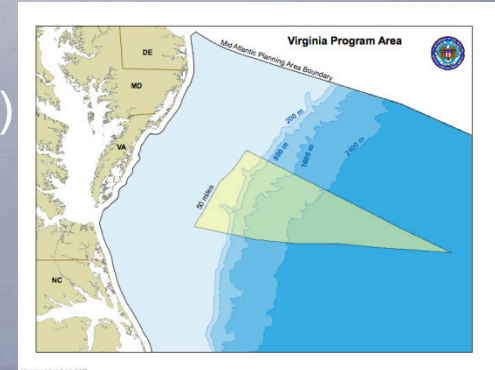 )
Virginia Program Area
Mid Atlantic Planning Area Boundary
DE
MD
VA
NC
200 m
800 m
1600 m
2400 m
50 miles